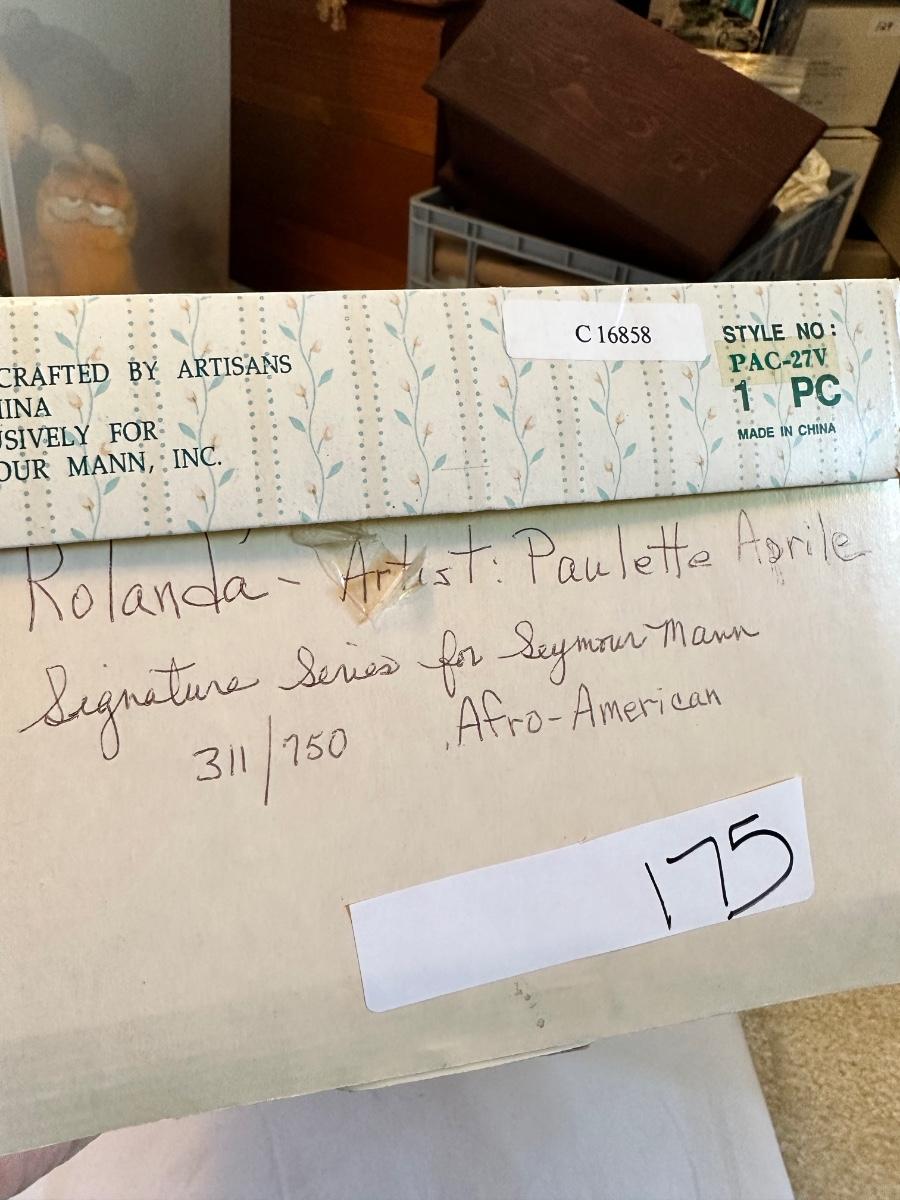 CRAFTED BY ARTISANS
INA
SIVELY FOR
OUR MANN, INC.
C 16858
STYLE NO:
PAC-27V
1 PC
MADE IN CHINA
Rolanda - Artist: Paulette Aprile
Signature Series for Seymour Mann
311/750 Afro-American
175